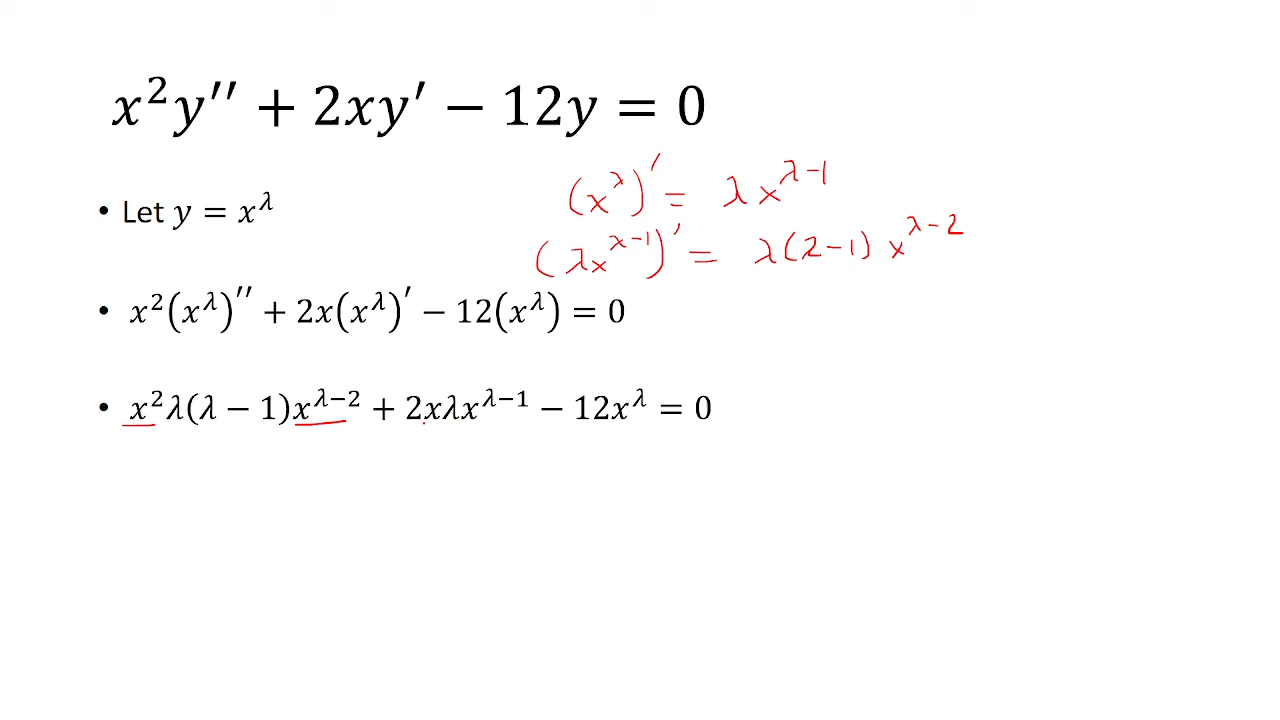 x²y′′ + 2xy′ − 12y = 0
(x^λ)′ = λx^(λ−1)
• Let y = x^λ
(λx^(λ−1))′ = λ(λ−1) x^(λ−2)
• x²(x^λ)′′ + 2x(x^λ)′ − 12(x^λ) = 0
• x²λ(λ − 1)x^(λ−2) + 2xλx^(λ−1) − 12x^λ = 0